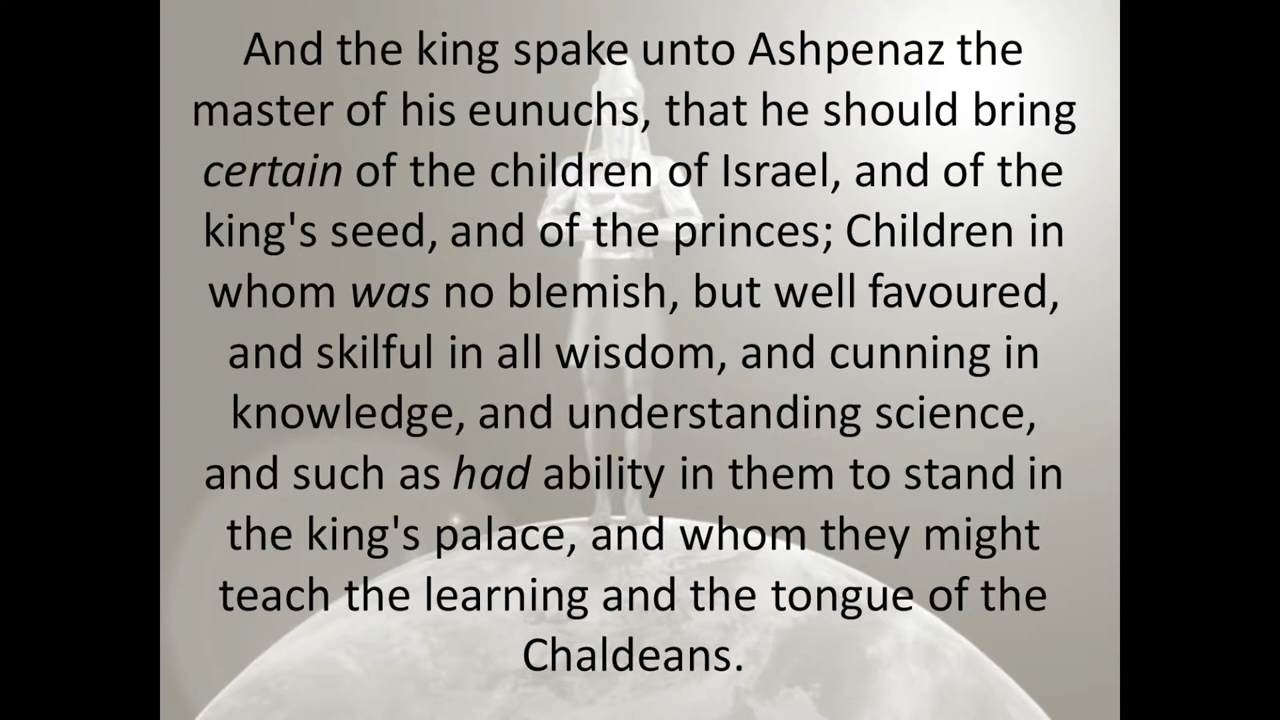 And the king spake unto Ashpenaz the
master of his eunuchs, that he should bring
certain of the children of Israel, and of the
king's seed, and of the princes; Children in
whom was no blemish, but well favoured,
and skilful in all wisdom, and cunning in
knowledge, and understanding science,
and such as had ability in them to stand in
the king's palace, and whom they might
teach the learning and the tongue of the
Chaldeans.